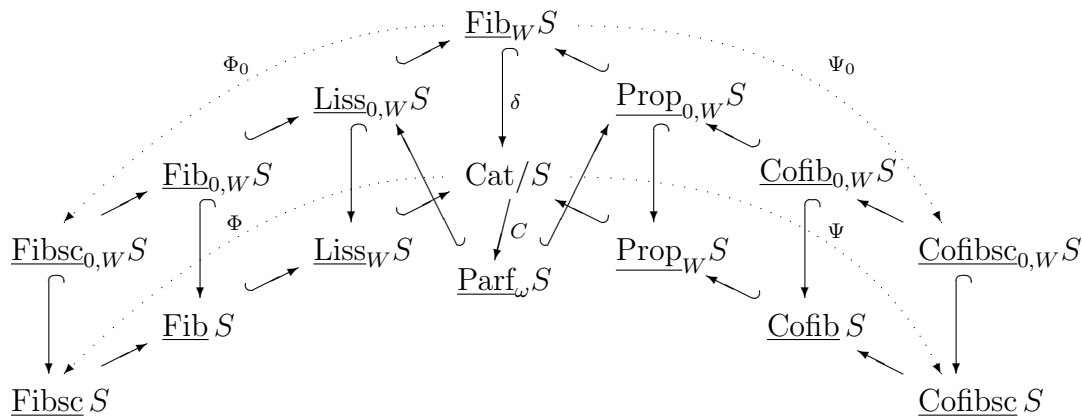 Fib_W S
Φ_0 Ψ_0
Liss_{0,W} S δ Prop_{0,W} S
Fib_{0,W} S Cat/S Cofib_{0,W} S
Fibsc_{0,W} S Φ Liss_W S C Prop_W S Ψ Cofibsc_{0,W} S
Parf_ω S
Fib S Cofib S
Fibsc S Cofibsc S